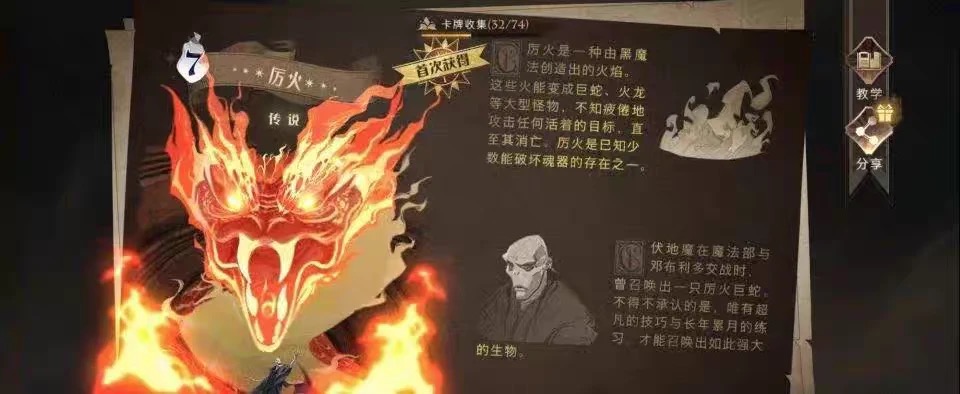 卡牌收集(32/74)
7
厉火
传说
首次获得
厉火是一种由黑魔
法创造出的火焰。
这些火能变成巨蛇、火龙
等大型怪物，不知疲倦地
攻击任何活着的目标，直
至其消亡。厉火是已知少
数能破坏魂器的存在之一。
伏地魔在魔法部与
邓布利多交战时，
曾召唤出一只厉火巨蛇。
不得不承认的是，唯有超
凡的技巧与长年累月的练
习，才能召唤出如此强大
的生物。
教学
分享